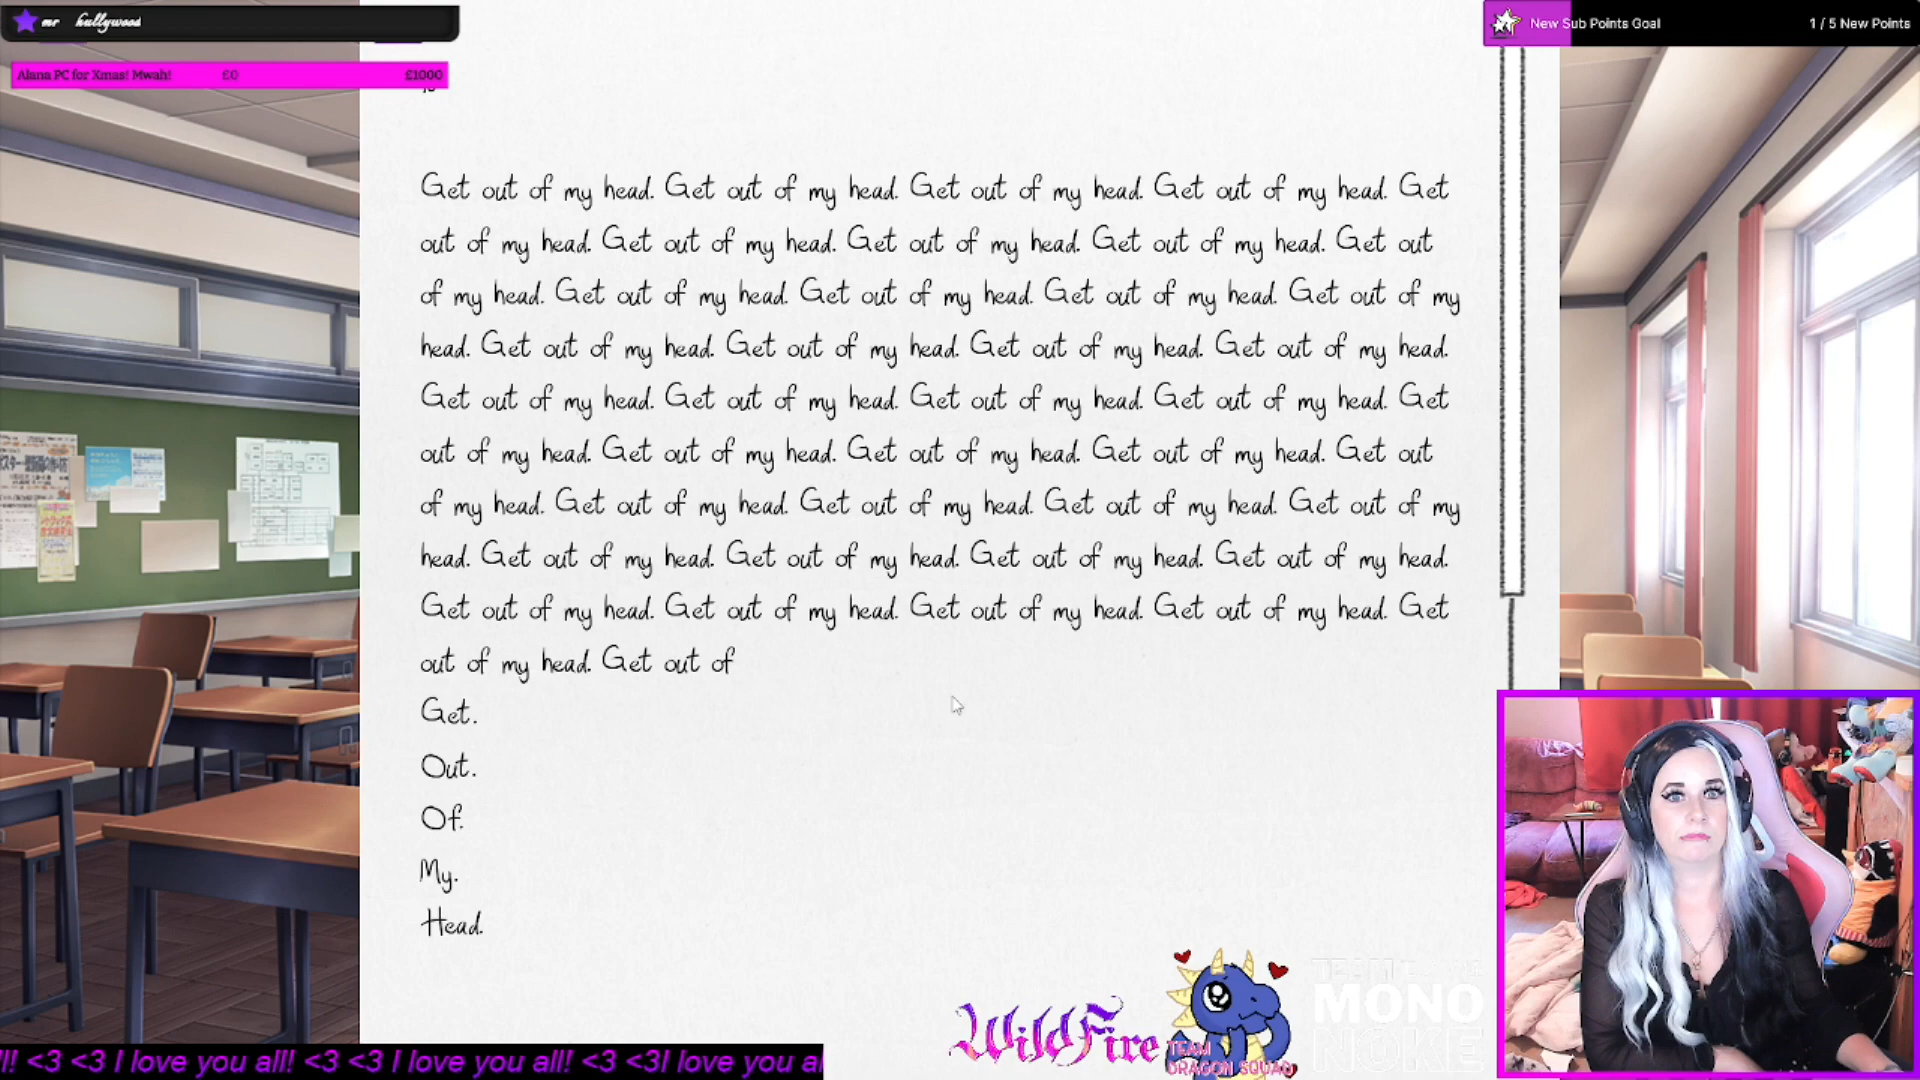 mr hullywood
New Sub Points Goal
1 / 5 New Points
Alana PC for Xmas! Mwah!
£0
£1000
Get out of my head. Get out of my head. Get out of my head. Get out of my head. Get
out of my head. Get out of my head. Get out of my head. Get out of my head. Get out
of my head. Get out of my head. Get out of my head. Get out of my head. Get out of my
head. Get out of my head. Get out of my head. Get out of my head. Get out of my head.
Get out of my head. Get out of my head. Get out of my head. Get out of my head. Get
out of my head. Get out of my head. Get out of my head. Get out of my head. Get out
of my head. Get out of my head. Get out of my head. Get out of my head. Get out of my
head. Get out of my head. Get out of my head. Get out of my head. Get out of my head.
Get out of my head. Get out of my head. Get out of my head. Get out of my head. Get
out of my head. Get out of
Get.
Out.
Of.
My.
Head.
WildFire
TEAM
DRAGON SQUAD
MONO
NOKE
!! <3 <3 I love you all! <3 <3 I love you all! <3 <3I love you al